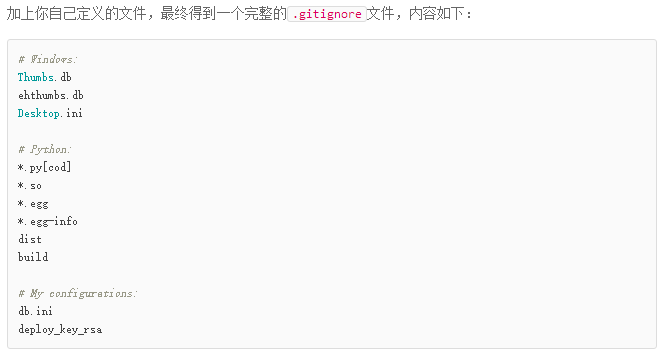 加上你自己定义的文件，最终得到一个完整的.gitignore文件，内容如下：
# Windows:
Thumbs.db
ehthumbs.db
Desktop.ini
# Python:
*.py[cod]
*.so
*.egg
*.egg-info
dist
build
# My configurations:
db.ini
deploy_key_rsa